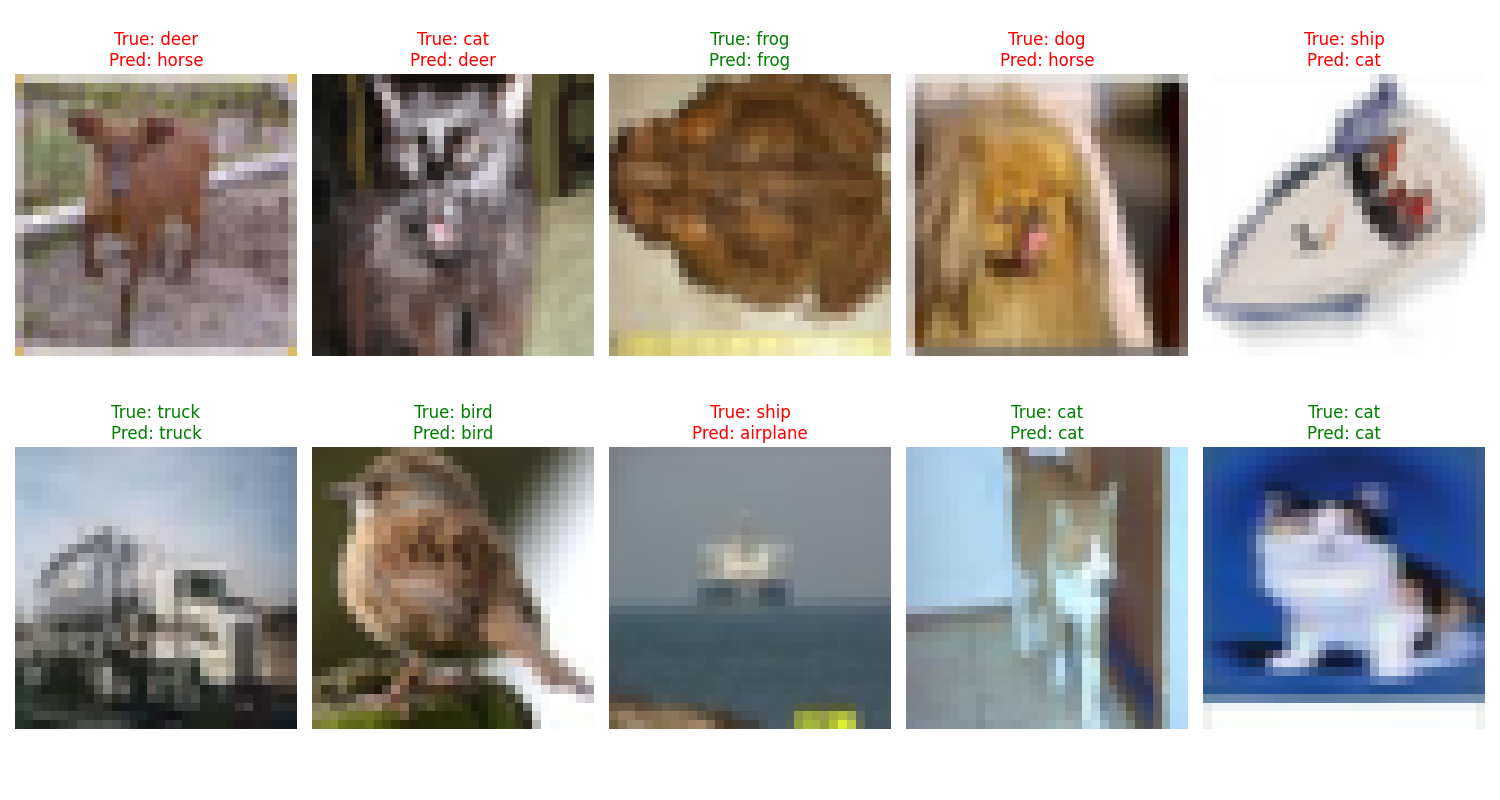 True: deer
Pred: horse
True: cat
Pred: deer
True: frog
Pred: frog
True: dog
Pred: horse
True: ship
Pred: cat
True: truck
Pred: truck
True: bird
Pred: bird
True: ship
Pred: airplane
True: cat
Pred: cat
True: cat
Pred: cat